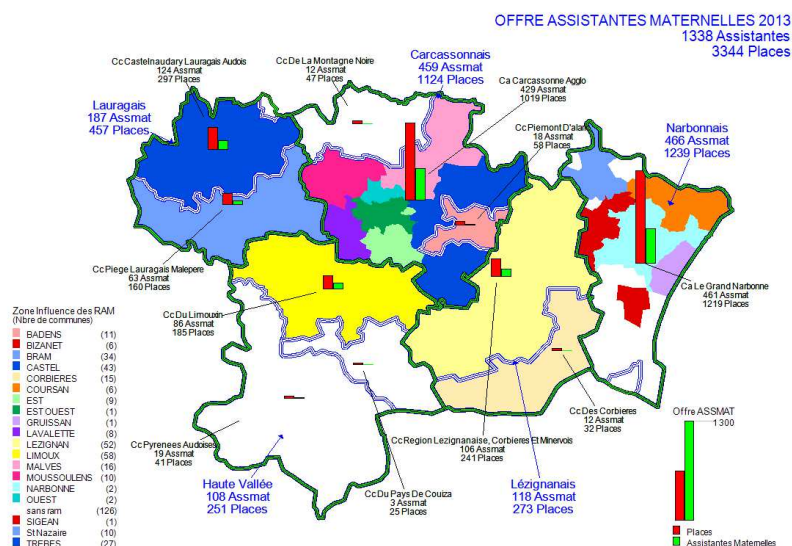 OFFRE ASSISTANTES MATERNELLES 2013
1338 Assistantes
3344 Places
Cc Castelnaudary Lauragais Audois
124 Assmat
297 Places
Cc De La Montagne Noire
12 Assmat
47 Places
Carcassonnais
459 Assmat
1124 Places
Ca Carcassonne Agglo
429 Assmat
1019 Places
Lauragais
187 Assmat
457 Places
Cc Piemont D'alaric
18 Assmat
58 Places
Narbonnais
466 Assmat
1239 Places
Cc Piege Lauragais Malepere
63 Assmat
160 Places
Ca Le Grand Narbonne
461 Assmat
1219 Places
Cc Du Limouxin
86 Assmat
185 Places
Zone Influence des RAM
(Nbre de communes)
BADENS (11)
BIZANET (6)
BRAM (34)
CASTEL (43)
CORBIERES (15)
COURSAN (6)
EST (9)
EST OUEST (1)
GRUISSAN (1)
LAVALETTE (8)
LEZIGNAN (52)
LIMOUX (58)
MALVES (16)
MOUSSOULENS (10)
NARBONNE (2)
OUEST (2)
sans ram (126)
SIGEAN (1)
St Nazaire (10)
TREBES (27)
Cc Pyrenees Audoises
19 Assmat
41 Places
Haute Vallée
108 Assmat
251 Places
Cc Du Pays De Couiza
3 Assmat
25 Places
Cc Region Lezignanaise, Corbieres Et Minervois
106 Assmat
241 Places
Cc Des Corbieres
12 Assmat
32 Places
Lézignanais
118 Assmat
273 Places
Offre ASSMAT
1300
Places
Assistantes Maternelles